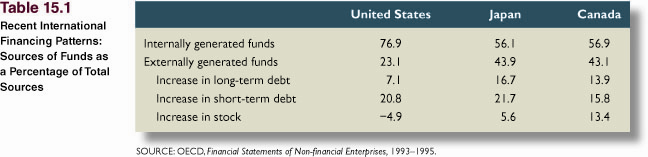 Table 15.1
Recent International
Financing Patterns:
Sources of Funds as
a Percentage of Total
Sources
United States Japan Canada
Internally generated funds 76.9 56.1 56.9
Externally generated funds 23.1 43.9 43.1
Increase in long-term debt 7.1 16.7 13.9
Increase in short-term debt 20.8 21.7 15.8
Increase in stock −4.9 5.6 13.4
SOURCE: OECD, Financial Statements of Non-financial Enterprises, 1993–1995.